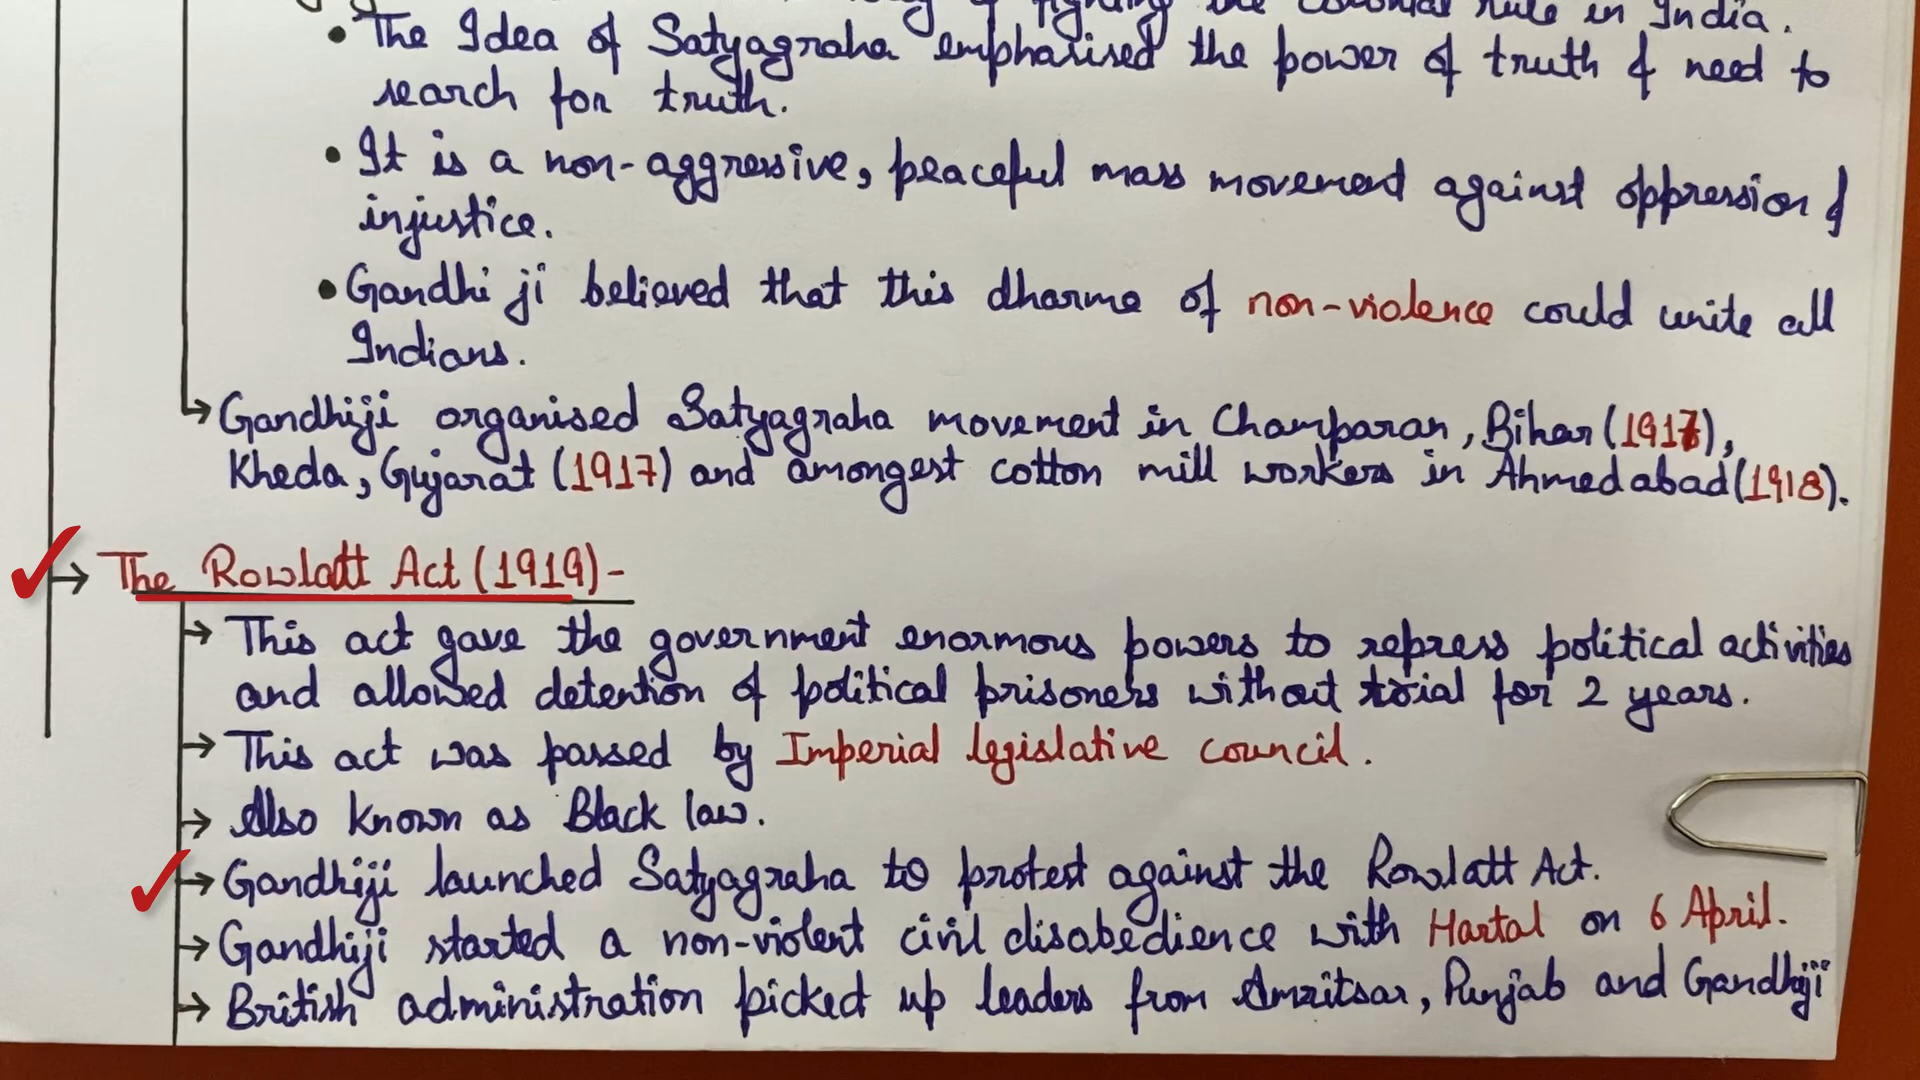 the colonial rule in India.
• The Idea of Satyagraha emphasised the power of truth & need to
search for truth.
• It is a non-aggressive, peaceful mass movement against oppression &
injustice.
• Gandhi ji believed that this dharma of non-violence could unite all
Indians.
→ Gandhiji organised Satyagraha movement in Champaran, Bihar (1917),
Kheda, Gujarat (1917) and amongest cotton mill workers in Ahmedabad (1918).
→ The Rowlatt Act (1919) -
→ This act gave the government enormous powers to repress political activities
and allowed detention of political prisoners without trial for 2 years.
→ This act was passed by Imperial legislative council.
→ Also known as Black law.
→ Gandhiji launched Satyagraha to protest against the Rowlatt Act.
→ Gandhiji started a non-violent civil disobedience with Hartal on 6 April.
→ British administration picked up leaders from Amritsar, Punjab and Gandhiji